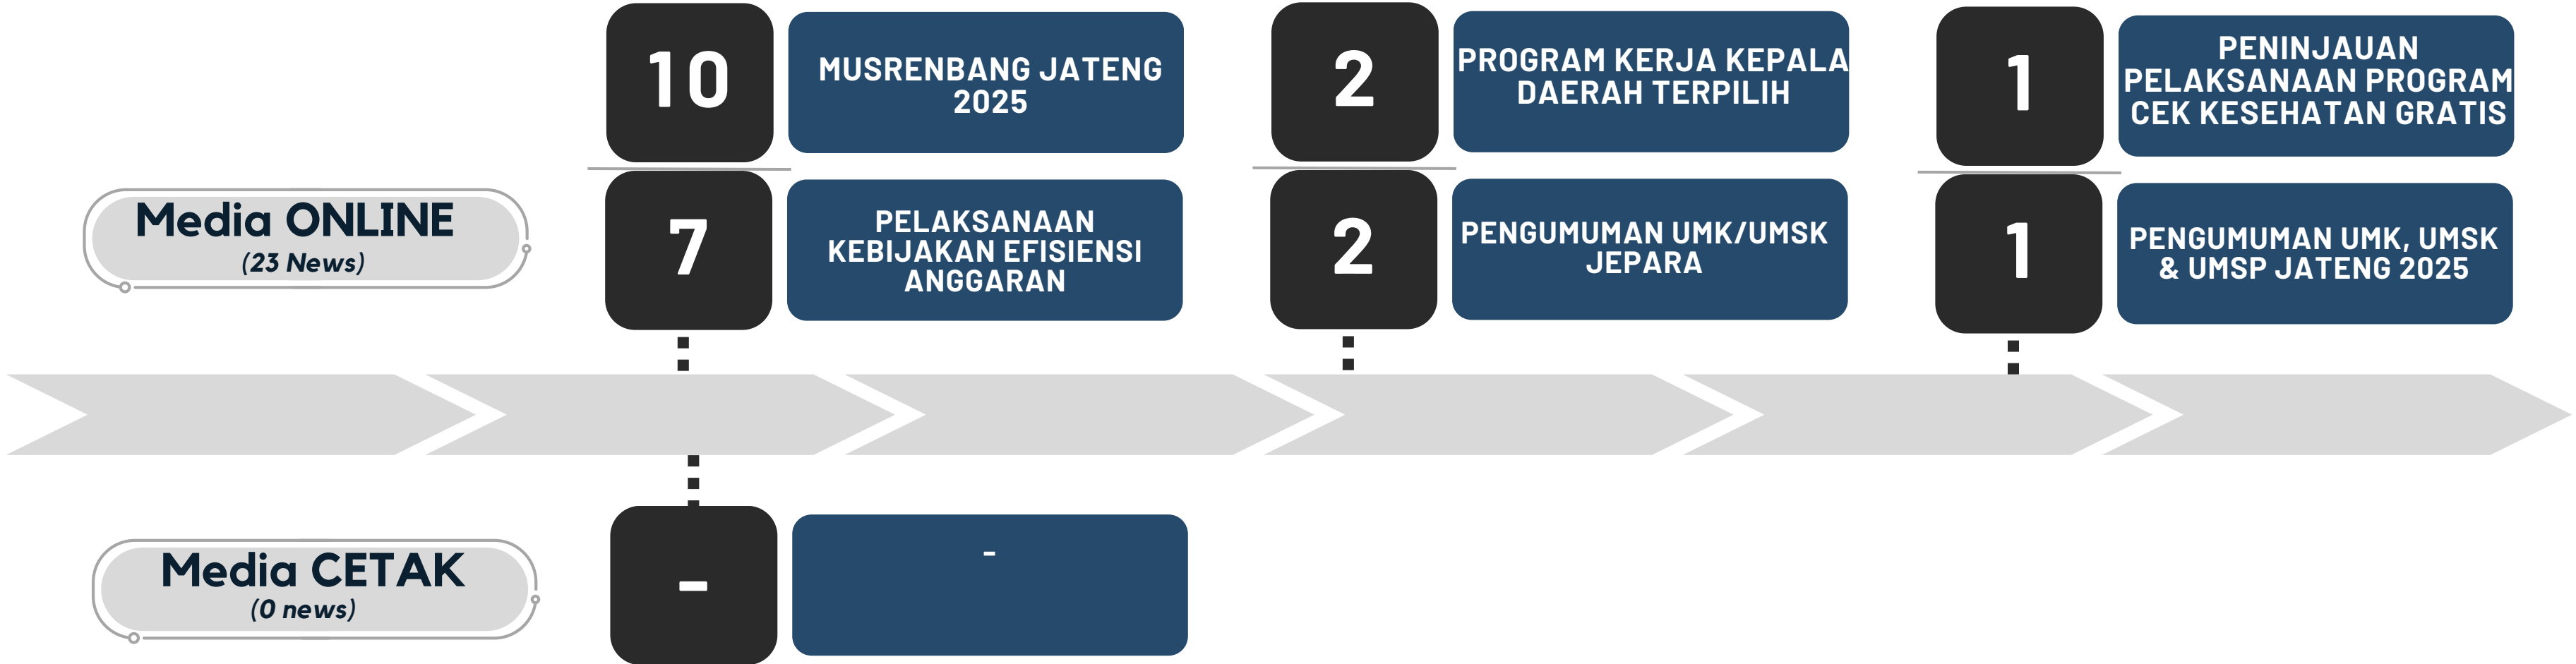 Media ONLINE
(23 News)
10
MUSRENBANG JATENG
2025
7
PELAKSANAAN
KEBIJAKAN EFISIENSI
ANGGARAN
2
PROGRAM KERJA KEPALA
DAERAH TERPILIH
2
PENGUMUMAN UMK/UMSK
JEPARA
1
PENINJAUAN
PELAKSANAAN PROGRAM
CEK KESEHATAN GRATIS
1
PENGUMUMAN UMK, UMSK
& UMSP JATENG 2025
Media CETAK
(0 news)
-
-